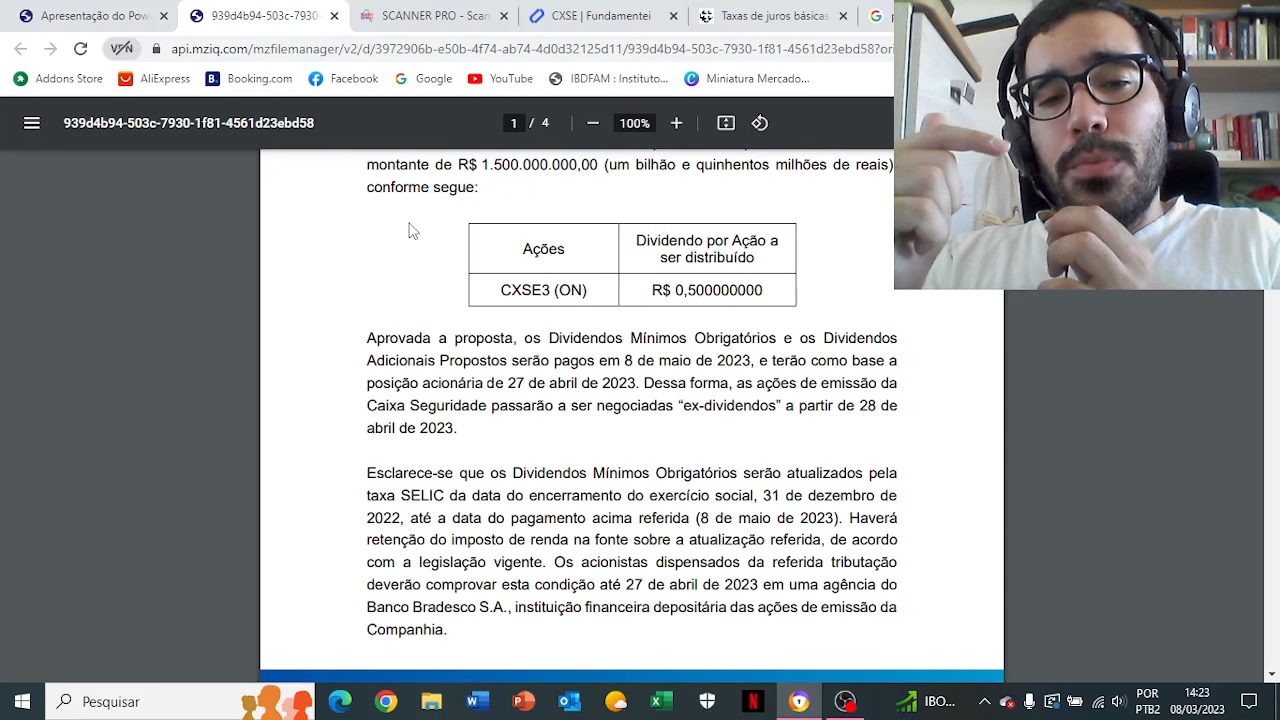 Apresentação do Pow
939d4b94-503c-7930-
SCANNER PRO - Scan
CXSE | Fundamentei
Taxas de juros básicas
VPN
api.mziq.com/mzfilemanager/v2/d/3972906b-e50b-4f74-ab74-4d0d32125d11/939d4b94-503c-7930-1f81-4561d23ebd58?ori
Addons Store
AliExpress
Booking.com
Facebook
Google
YouTube
IBDFAM : Instituto...
Miniatura Mercado...
939d4b94-503c-7930-1f81-4561d23ebd58
1 / 4
100%
montante de R$ 1.500.000.000,00 (um bilhão e quinhentos milhões de reais)
conforme segue:
Ações
Dividendo por Ação a
ser distribuído
CXSE3 (ON)
R$ 0,500000000
Aprovada a proposta, os Dividendos Mínimos Obrigatórios e os Dividendos
Adicionais Propostos serão pagos em 8 de maio de 2023, e terão como base a
posição acionária de 27 de abril de 2023. Dessa forma, as ações de emissão da
Caixa Seguridade passarão a ser negociadas “ex-dividendos” a partir de 28 de
abril de 2023.
Esclarece-se que os Dividendos Mínimos Obrigatórios serão atualizados pela
taxa SELIC da data do encerramento do exercício social, 31 de dezembro de
2022, até a data do pagamento acima referida (8 de maio de 2023). Haverá
retenção do imposto de renda na fonte sobre a atualização referida, de acordo
com a legislação vigente. Os acionistas dispensados da referida tributação
deverão comprovar esta condição até 27 de abril de 2023 em uma agência do
Banco Bradesco S.A., instituição financeira depositária das ações de emissão da
Companhia.
Pesquisar
IBO...
POR
PTB2
14:23
08/03/2023